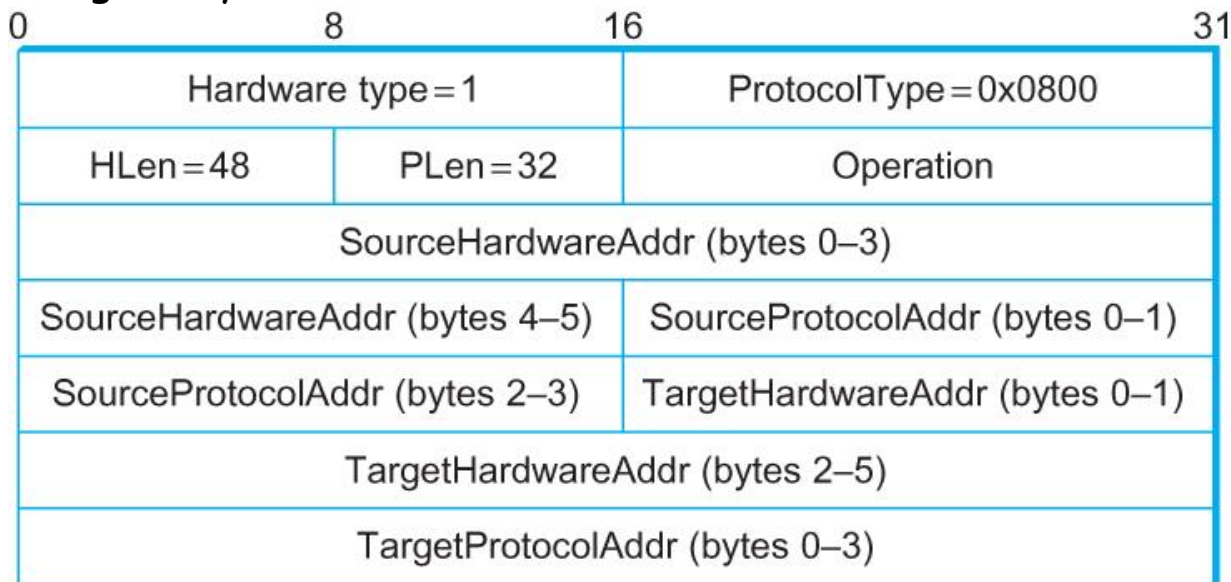 0 8 16 31
Hardware type=1 ProtocolType=0x0800
HLen=48 PLen=32 Operation
SourceHardwareAddr (bytes 0–3)
SourceHardwareAddr (bytes 4–5) SourceProtocolAddr (bytes 0–1)
SourceProtocolAddr (bytes 2–3) TargetHardwareAddr (bytes 0–1)
TargetHardwareAddr (bytes 2–5)
TargetProtocolAddr (bytes 0–3)